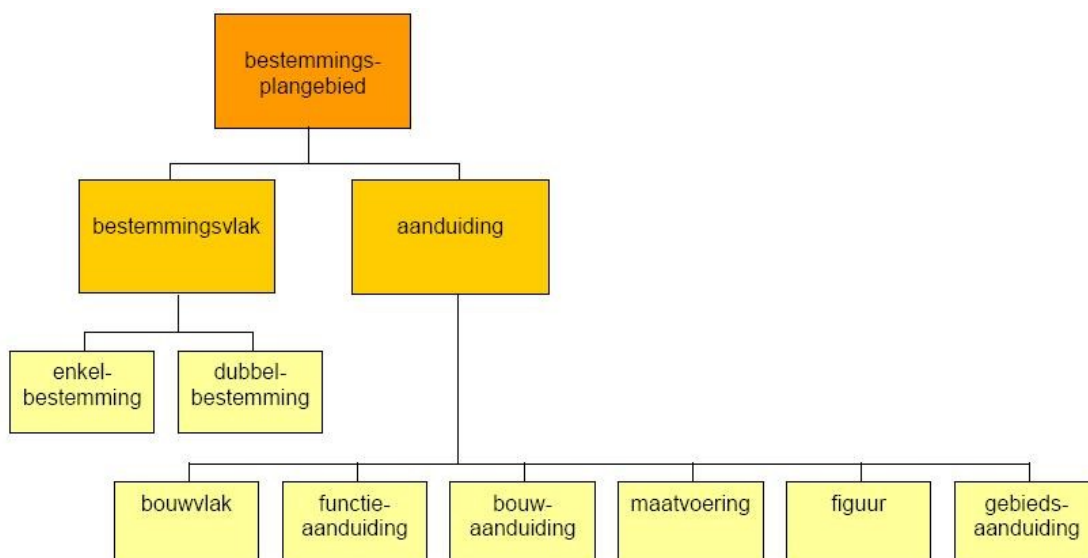 bestemmings-
plangebied
bestemmingsvlak
aanduiding
enkel-
bestemming
dubbel-
bestemming
bouwvlak
functie-
aanduiding
bouw-
aanduiding
maatvoering
figuur
gebieds-
aanduiding